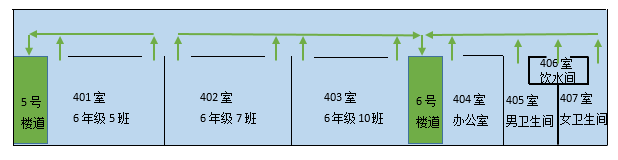 5号
楼道
401室
6年级5班
402室
6年级7班
403室
6年级10班
6号
楼道
404室
办公室
405室
男卫生间
406室
饮水间
407室
女卫生间